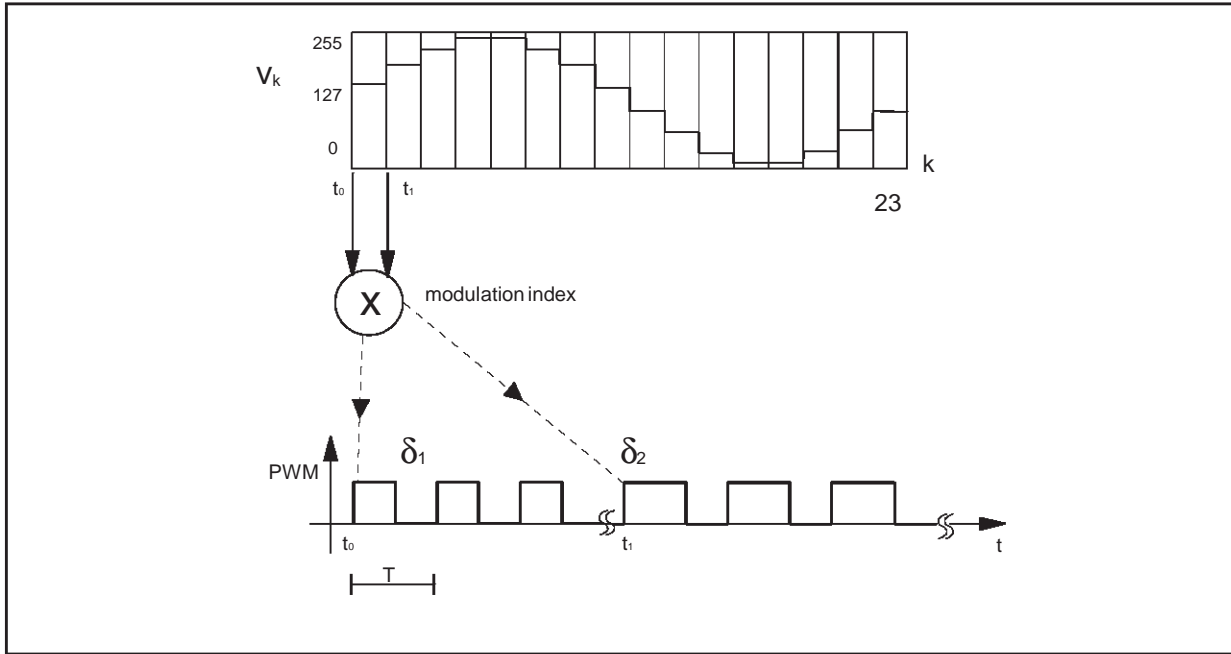 255
Vk
127
0
k
t0
t1
23
X
modulation index
δ1
δ2
PWM
t0
t1
t
T